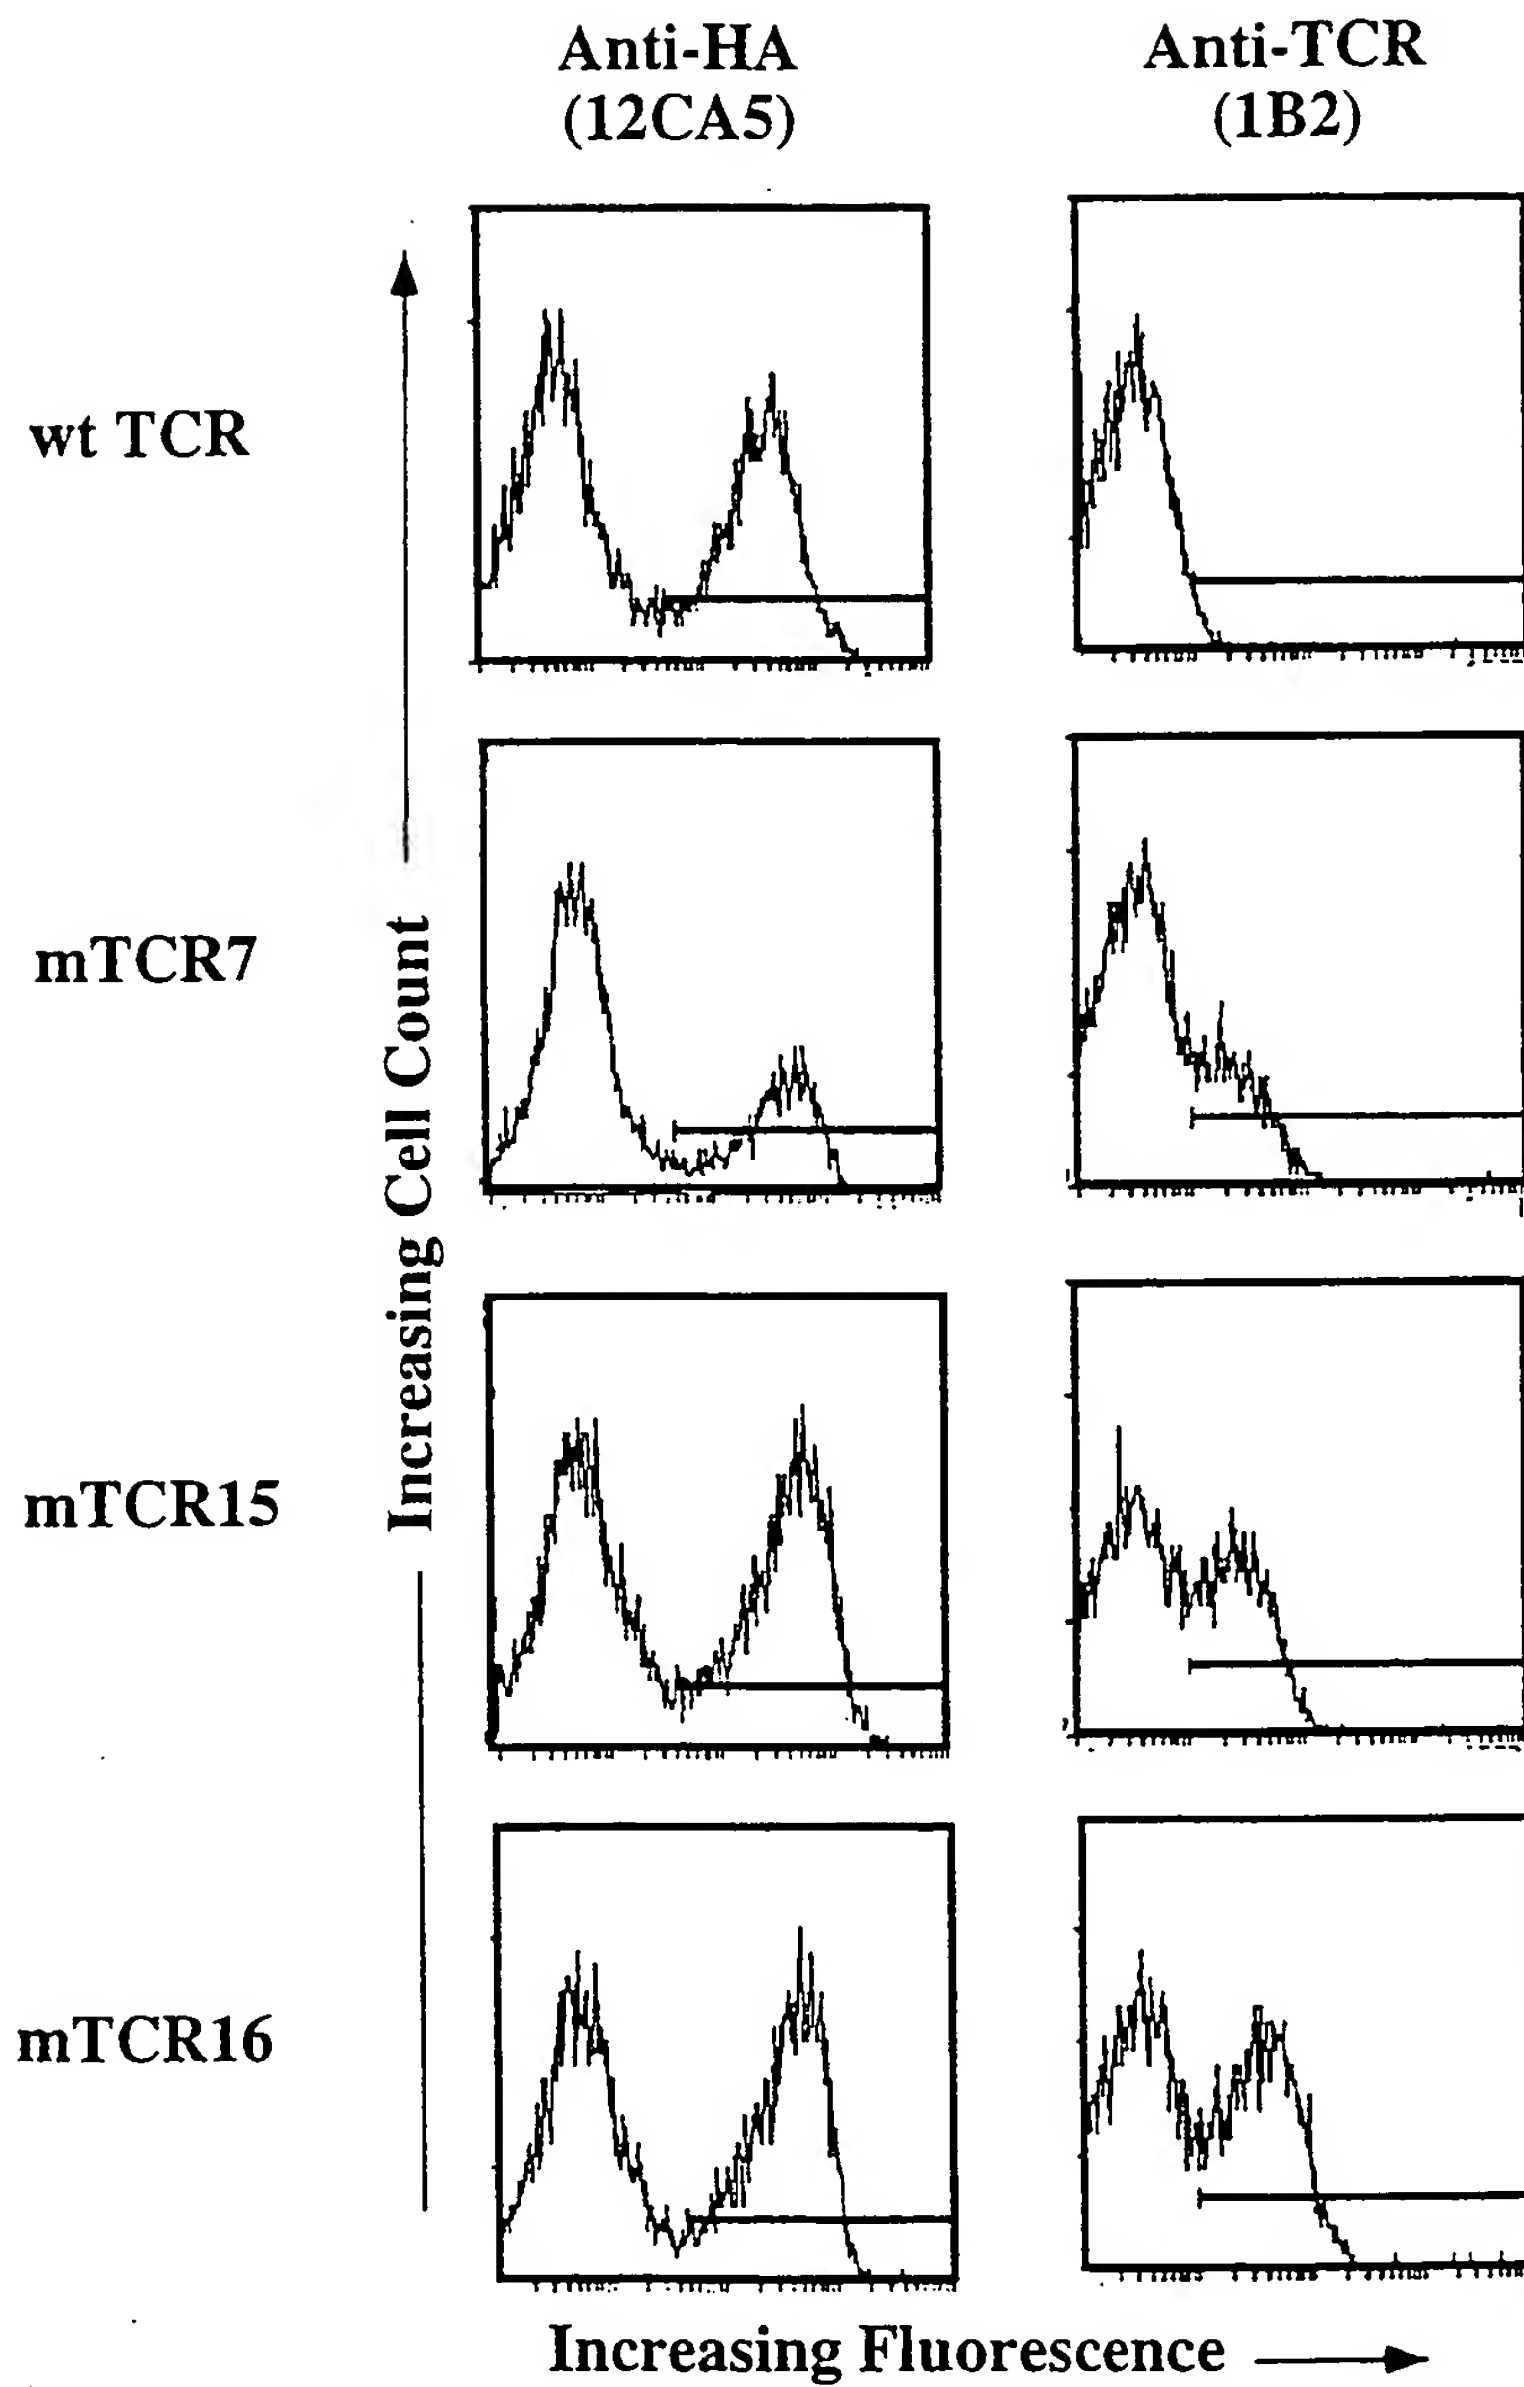 Anti-HA
(12CA5)
Anti-TCR
(1B2)
wt TCR
mTCR7
mTCR15
mTCR16
Increasing Cell Count
Increasing Fluorescence